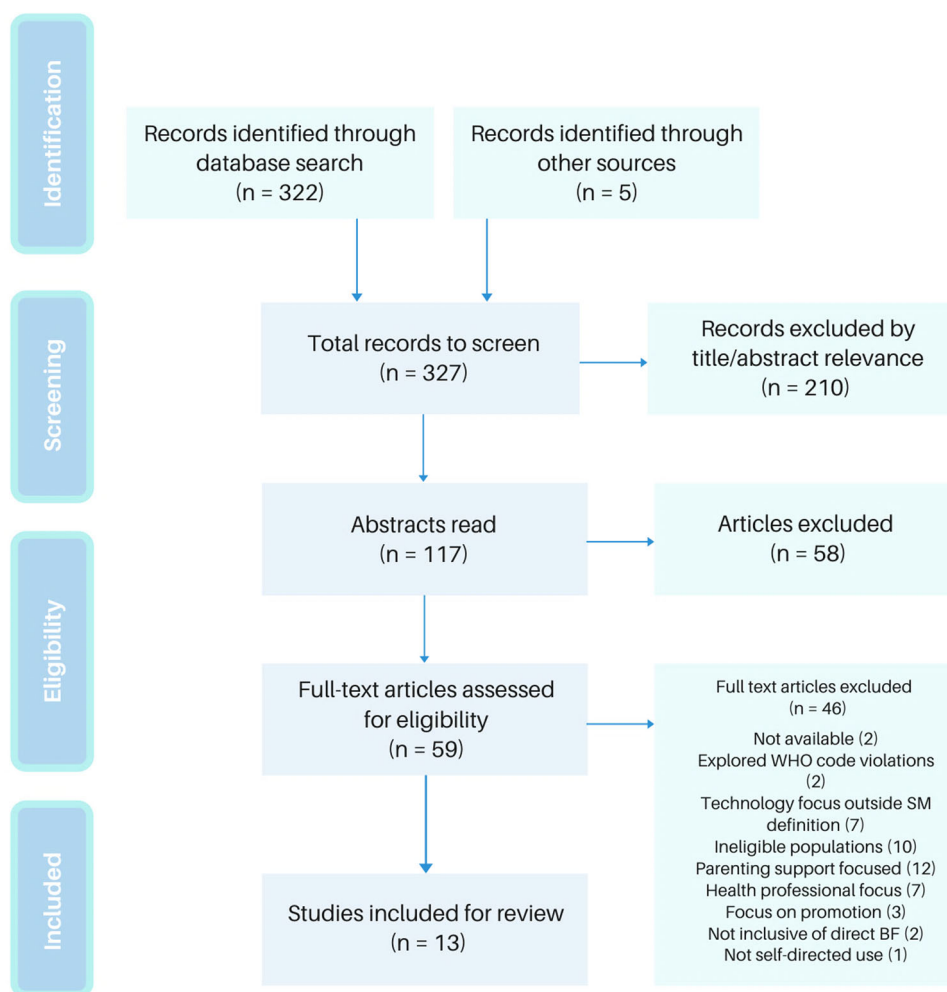 Identification
Records identified through
database search
(n = 322)
Records identified through
other sources
(n = 5)
Screening
Total records to screen
(n = 327)
Records excluded by
title/abstract relevance
(n = 210)
Abstracts read
(n = 117)
Articles excluded
(n = 58)
Eligibility
Full-text articles assessed
for eligibility
(n = 59)
Full text articles excluded
(n = 46)
Not available (2)
Explored WHO code violations
(2)
Technology focus outside SM
definition (7)
Ineligible populations (10)
Parenting support focused (12)
Health professional focus (7)
Focus on promotion (3)
Not inclusive of direct BF (2)
Not self-directed use (1)
Included
Studies included for review
(n = 13)